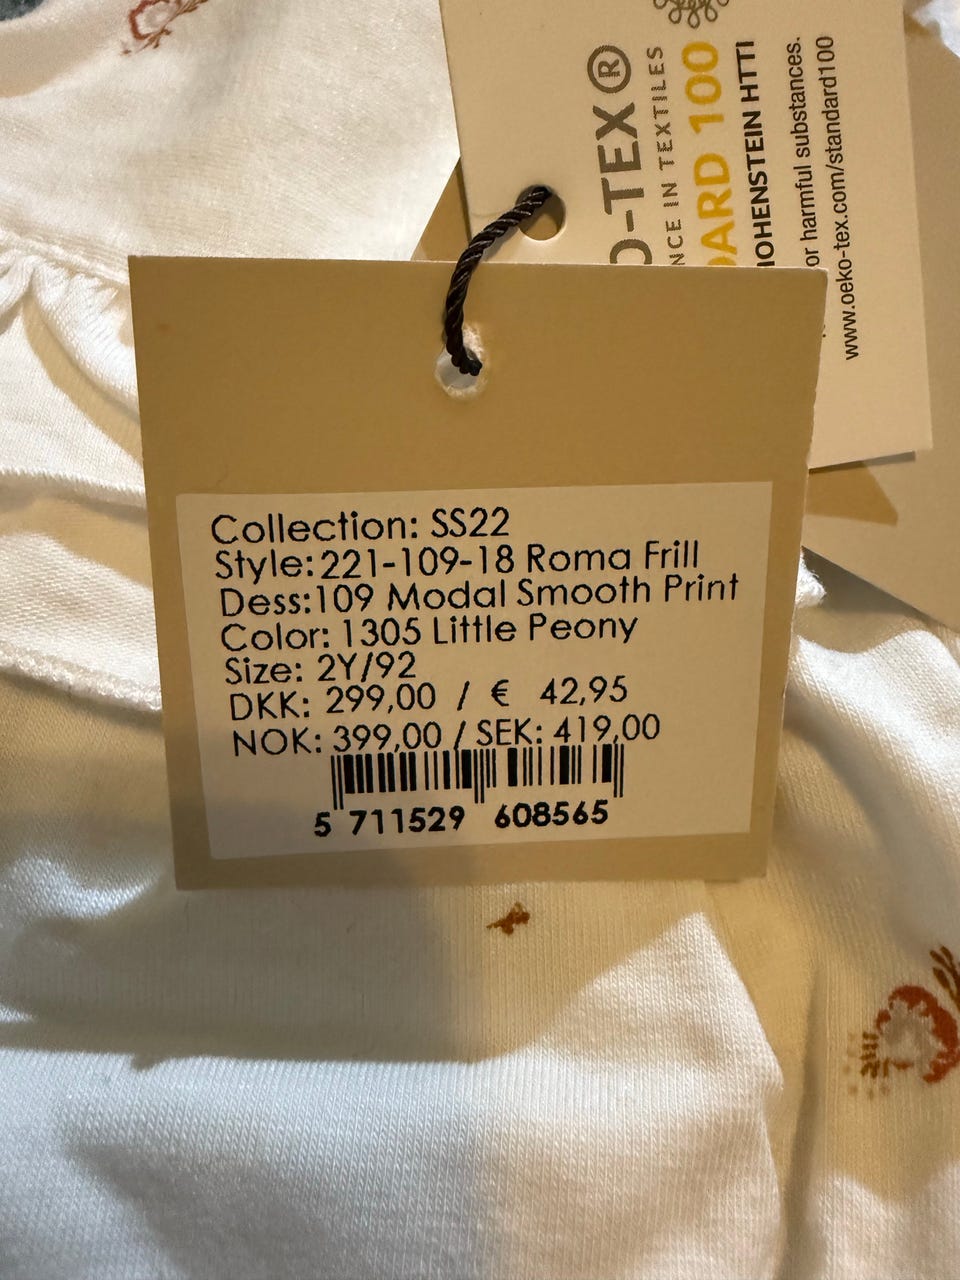 O-TEX®
NCE IN TEXTILES
ARD 100
HOHENSTEIN HTTI
or harmful substances.
www.oeko-tex.com/standard100
Collection: SS22
Style:221-109-18 Roma Frill
Dess:109 Modal Smooth Print
Color: 1305 Little Peony
Size: 2Y/92
DKK: 299,00 / € 42,95
NOK: 399,00 / SEK: 419,00
5 711529 608565